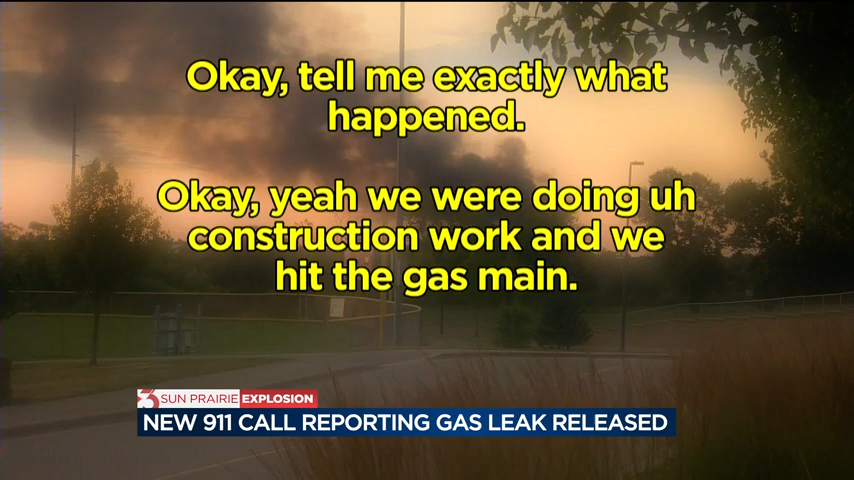 Okay, tell me exactly what
happened.
Okay, yeah we were doing uh
construction work and we
hit the gas main.
3 SUN PRAIRIE EXPLOSION
NEW 911 CALL REPORTING GAS LEAK RELEASED